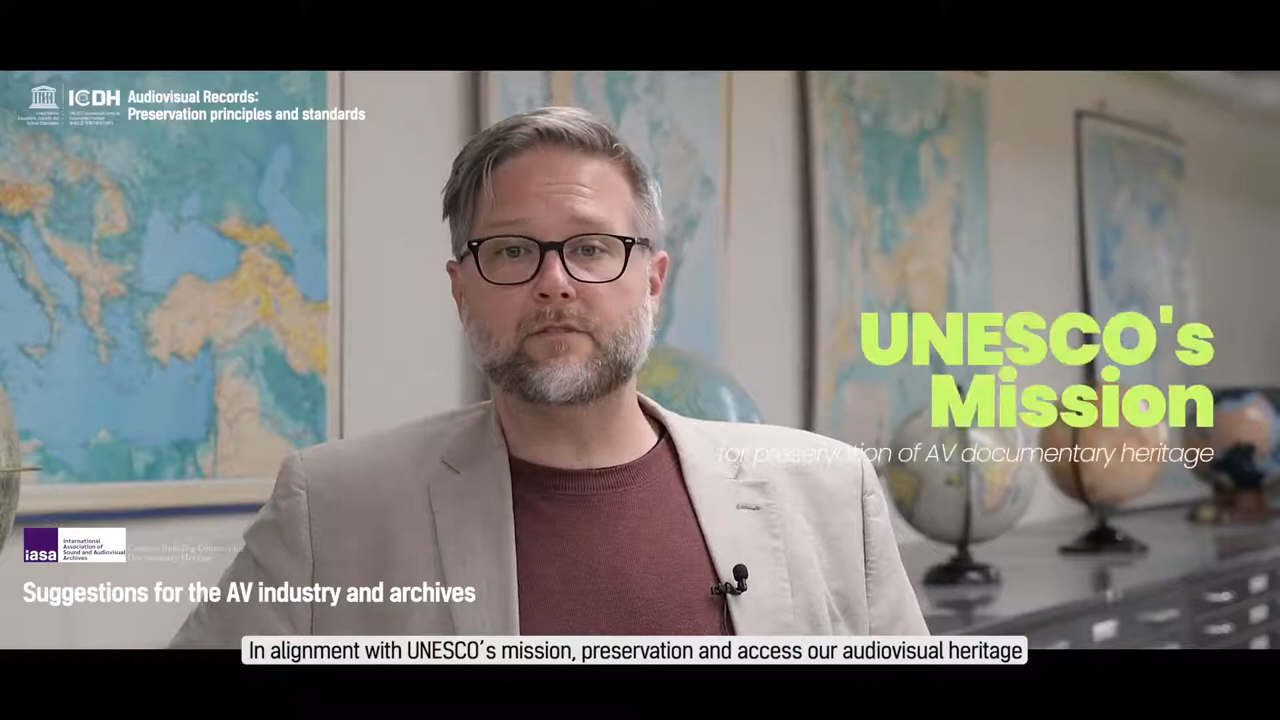 ICDH
Audiovisual Records:
Preservation principles and standards
UNESCO's
Mission
for preservation of AV documentary heritage
iasa
International
Association of
Sound and Audiovisual
Archives
Documentary Heritage
Suggestions for the AV industry and archives
In alignment with UNESCO′s mission, preservation and access our audiovisual heritage